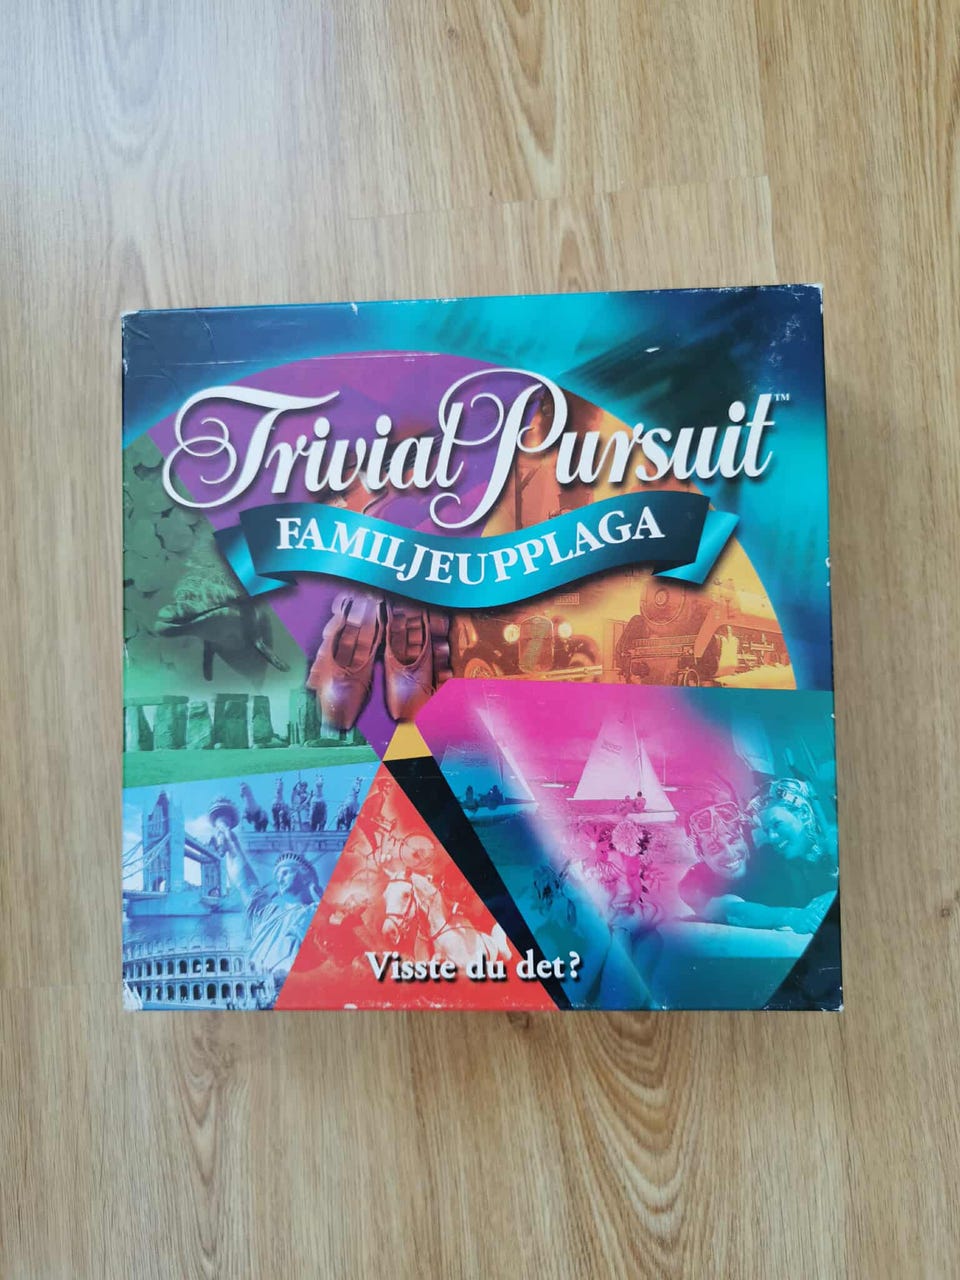 Trivial Pursuit™
FAMILJEUPPLAGA
Visste du det?